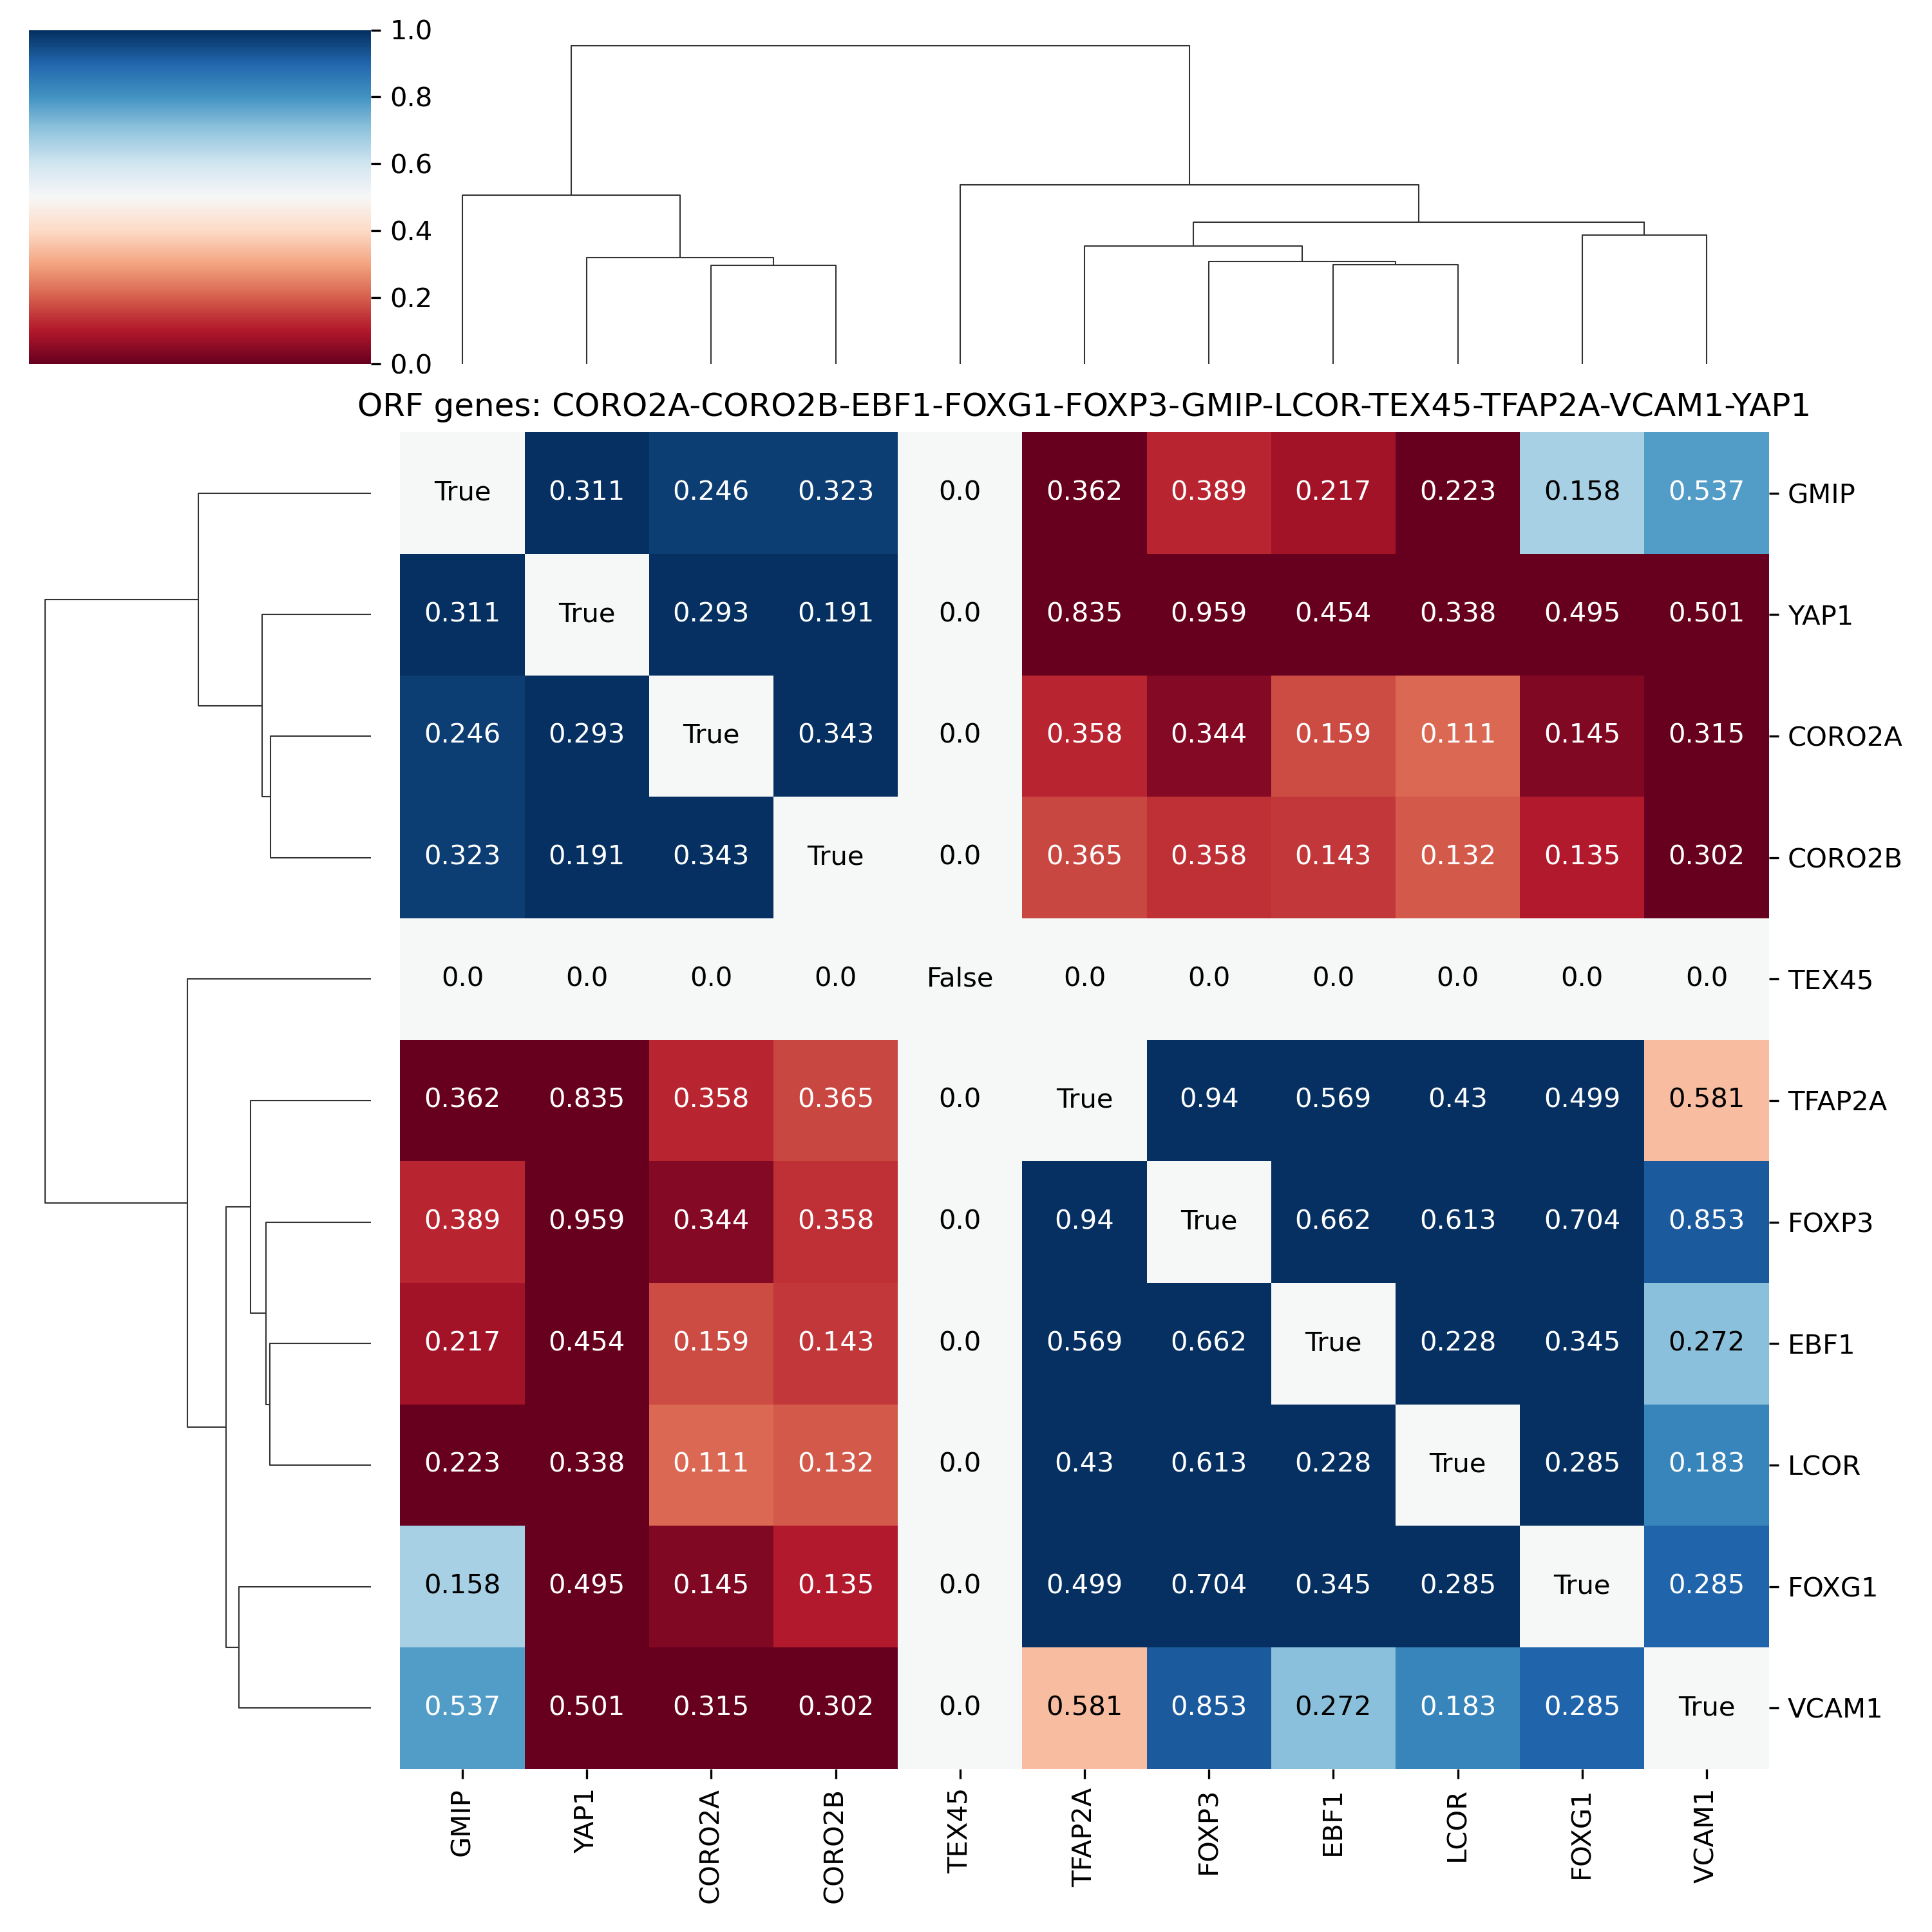 1.0
0.8
0.6
0.4
0.2
0.0
ORF genes: CORO2A-CORO2B-EBF1-FOXG1-FOXP3-GMIP-LCOR-TEX45-TFAP2A-VCAM1-YAP1
True 0.311 0.246 0.323 0.0 0.362 0.389 0.217 0.223 0.158 0.537 GMIP
0.311 True 0.293 0.191 0.0 0.835 0.959 0.454 0.338 0.495 0.501 YAP1
0.246 0.293 True 0.343 0.0 0.358 0.344 0.159 0.111 0.145 0.315 CORO2A
0.323 0.191 0.343 True 0.0 0.365 0.358 0.143 0.132 0.135 0.302 CORO2B
0.0 0.0 0.0 0.0 False 0.0 0.0 0.0 0.0 0.0 0.0 TEX45
0.362 0.835 0.358 0.365 0.0 True 0.94 0.569 0.43 0.499 0.581 TFAP2A
0.389 0.959 0.344 0.358 0.0 0.94 True 0.662 0.613 0.704 0.853 FOXP3
0.217 0.454 0.159 0.143 0.0 0.569 0.662 True 0.228 0.345 0.272 EBF1
0.223 0.338 0.111 0.132 0.0 0.43 0.613 0.228 True 0.285 0.183 LCOR
0.158 0.495 0.145 0.135 0.0 0.499 0.704 0.345 0.285 True 0.285 FOXG1
0.537 0.501 0.315 0.302 0.0 0.581 0.853 0.272 0.183 0.285 True VCAM1
GMIP YAP1 CORO2A CORO2B TEX45 TFAP2A FOXP3 EBF1 LCOR FOXG1 VCAM1